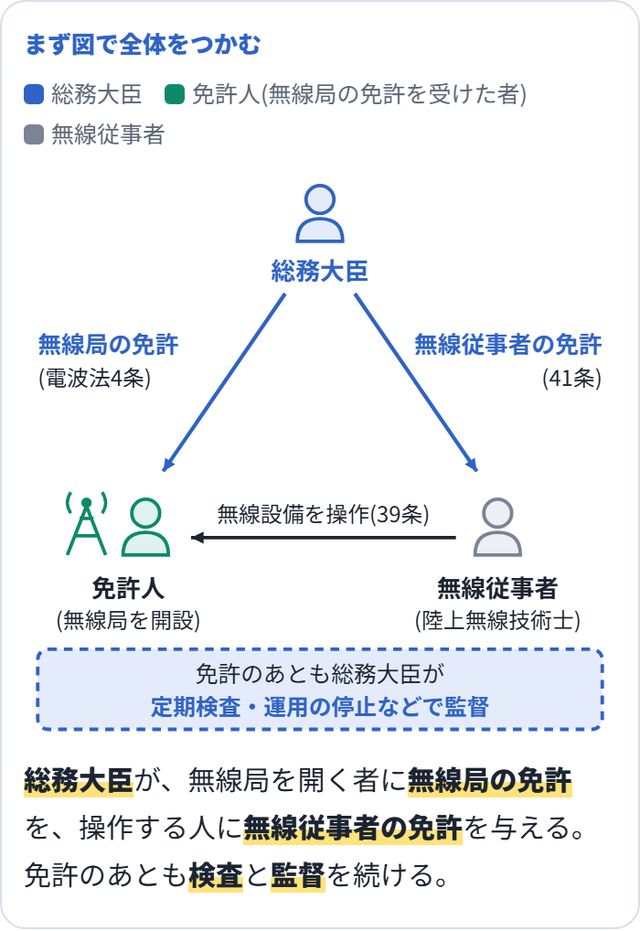 まず図で全体をつかむ
総務大臣 免許人(無線局の免許を受けた者)
無線従事者
総務大臣
無線局の免許
(電波法4条)
無線従事者の免許
(41条)
無線設備を操作(39条)
免許人
(無線局を開設)
無線従事者
(陸上無線技術士)
免許のあとも総務大臣が
定期検査・運用の停止などで監督
総務大臣が、無線局を開く者に無線局の免許
を、操作する人に無線従事者の免許を与える。
免許のあとも検査と監督を続ける。